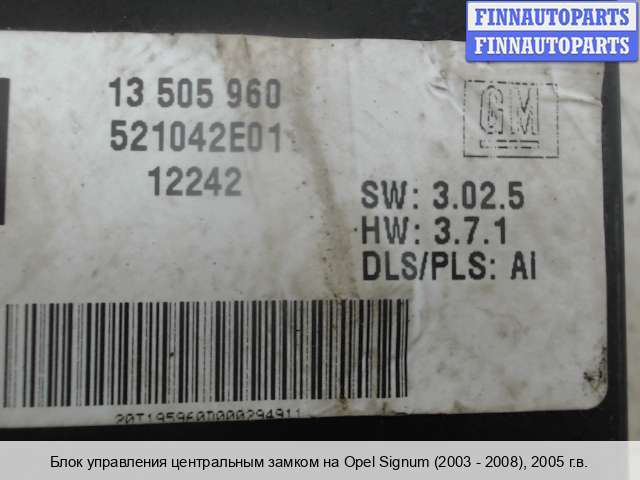 FINNAUTOPARTS
FINNAUTOPARTS
13 505 960
521042E01
12242
GM
SW: 3.02.5
HW: 3.7.1
DLS/PLS: AI
20T195960D000294911
Блок управления центральным замком на Opel Signum (2003 - 2008), 2005 г.в.